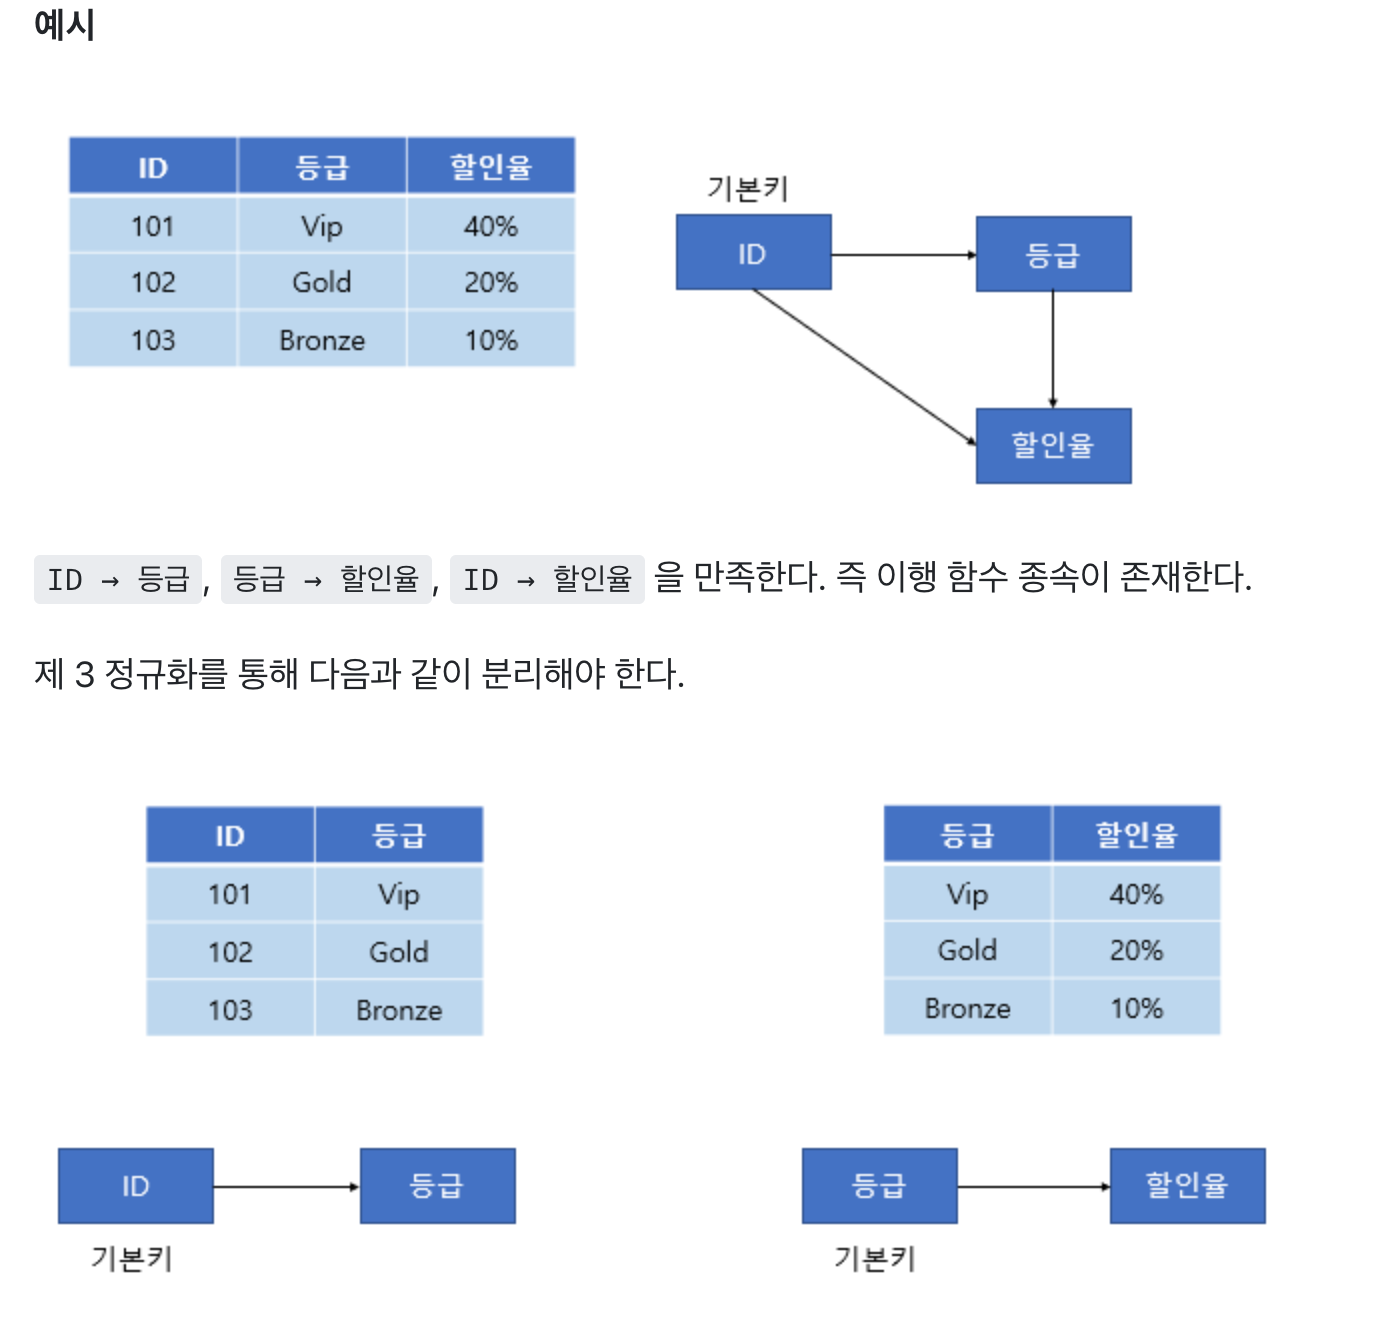 예시
ID 등급 할인율
101 Vip 40%
102 Gold 20%
103 Bronze 10%
기본키
ID
등급
할인율
ID → 등급, 등급 → 할인율, ID → 할인율 을 만족한다. 즉 이행 함수 종속이 존재한다.
제 3 정규화를 통해 다음과 같이 분리해야 한다.
ID 등급
101 Vip
102 Gold
103 Bronze
등급 할인율
Vip 40%
Gold 20%
Bronze 10%
ID
등급
기본키
등급
할인율
기본키